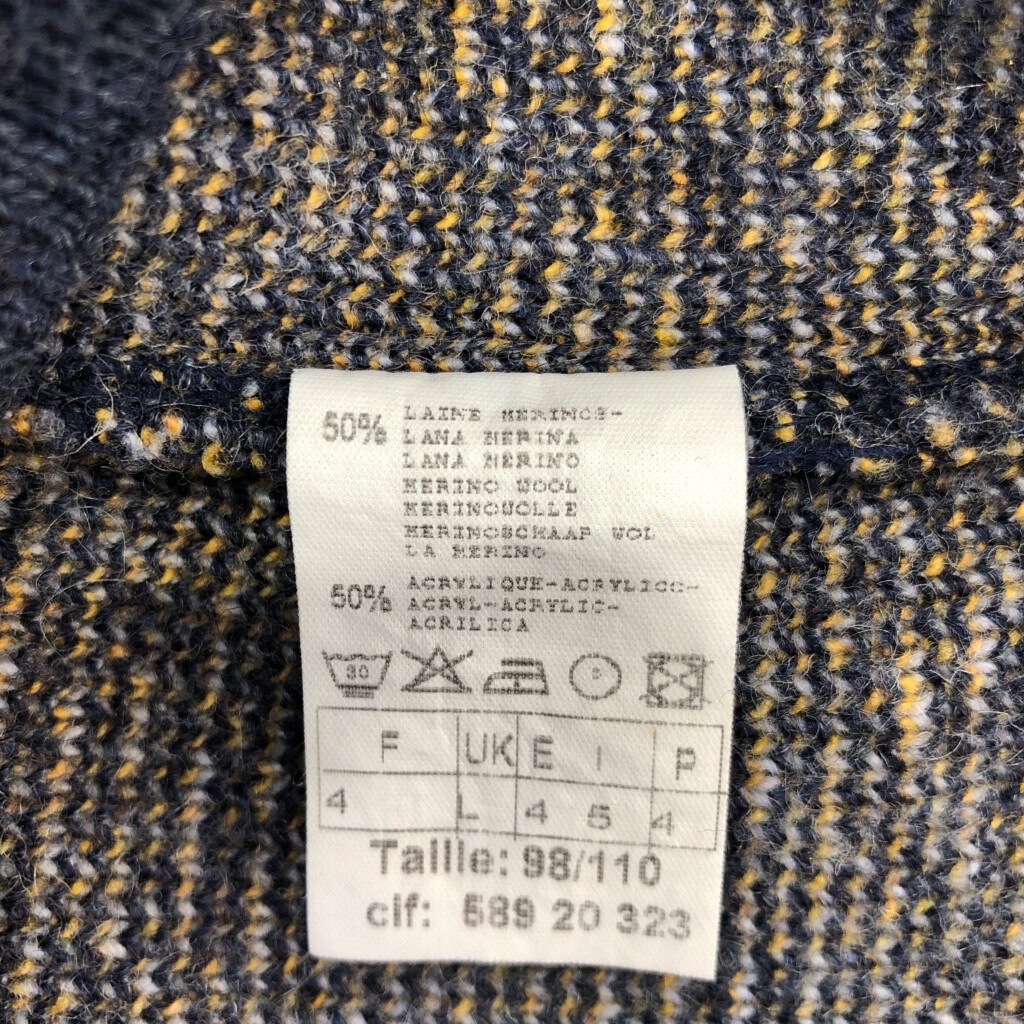 50% LAINE MERINOS-
LANA MERINA
LANA MERINO
MERINO WOOL
MERINOWOLLE
MERINOSCHAAP WOL
LA MERINO
50% ACRYLIQUE-ACRYLICO-
ACRYL-ACRYLIC-
ACRILICA
30
F UK E I P
4 L 4 5 4
Taille: 98/110
cif: 589 20 323